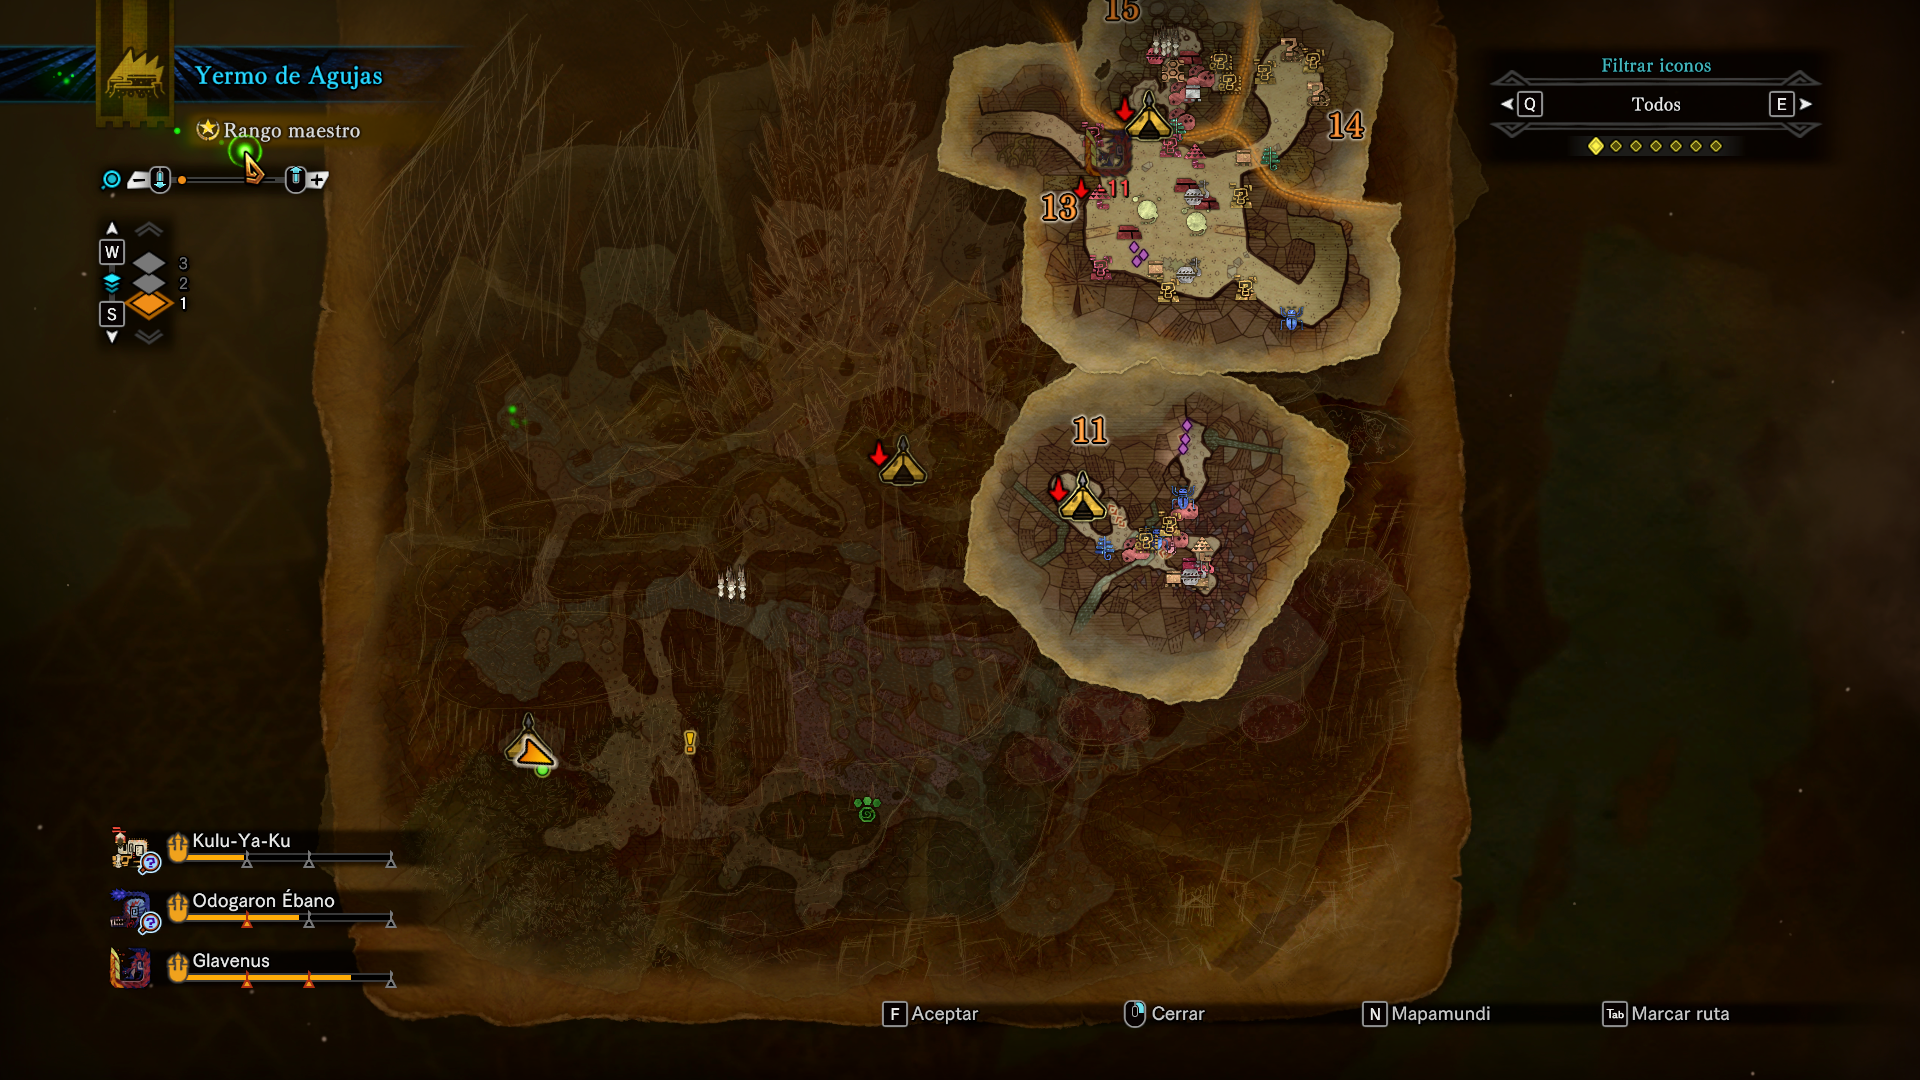 Yermo de Agujas
Rango maestro
W
S
3
2
1
Filtrar iconos
Q
Todos
E
15
14
13
11
11
Kulu-Ya-Ku
Odogaron Ébano
Glavenus
F Aceptar
Cerrar
N Mapamundi
Tab Marcar ruta